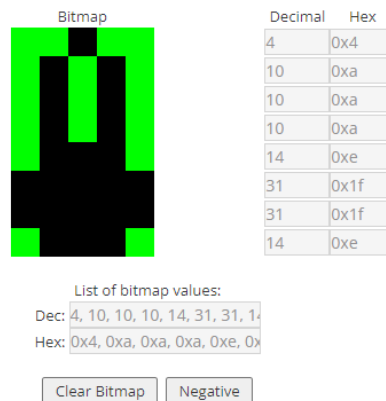 Bitmap Decimal Hex
4 0x4
10 0xa
10 0xa
10 0xa
14 0xe
31 0x1f
31 0x1f
14 0xe
List of bitmap values:
Dec: 4, 10, 10, 10, 14, 31, 31, 14
Hex: 0x4, 0xa, 0xa, 0xa, 0xe, 0x
Clear Bitmap Negative